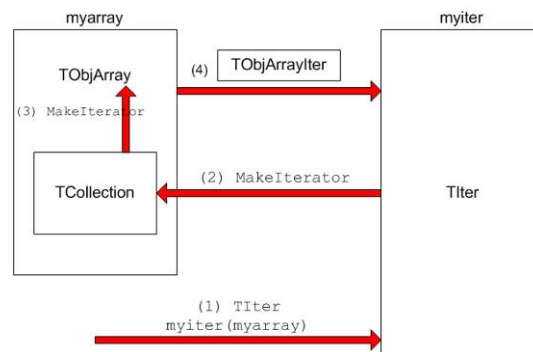 myarray
myiter
TObjArray
(4)
TObjArrayIter
(3) MakeIterator
(2) MakeIterator
TCollection
TIter
(1) TIter
myiter(myarray)